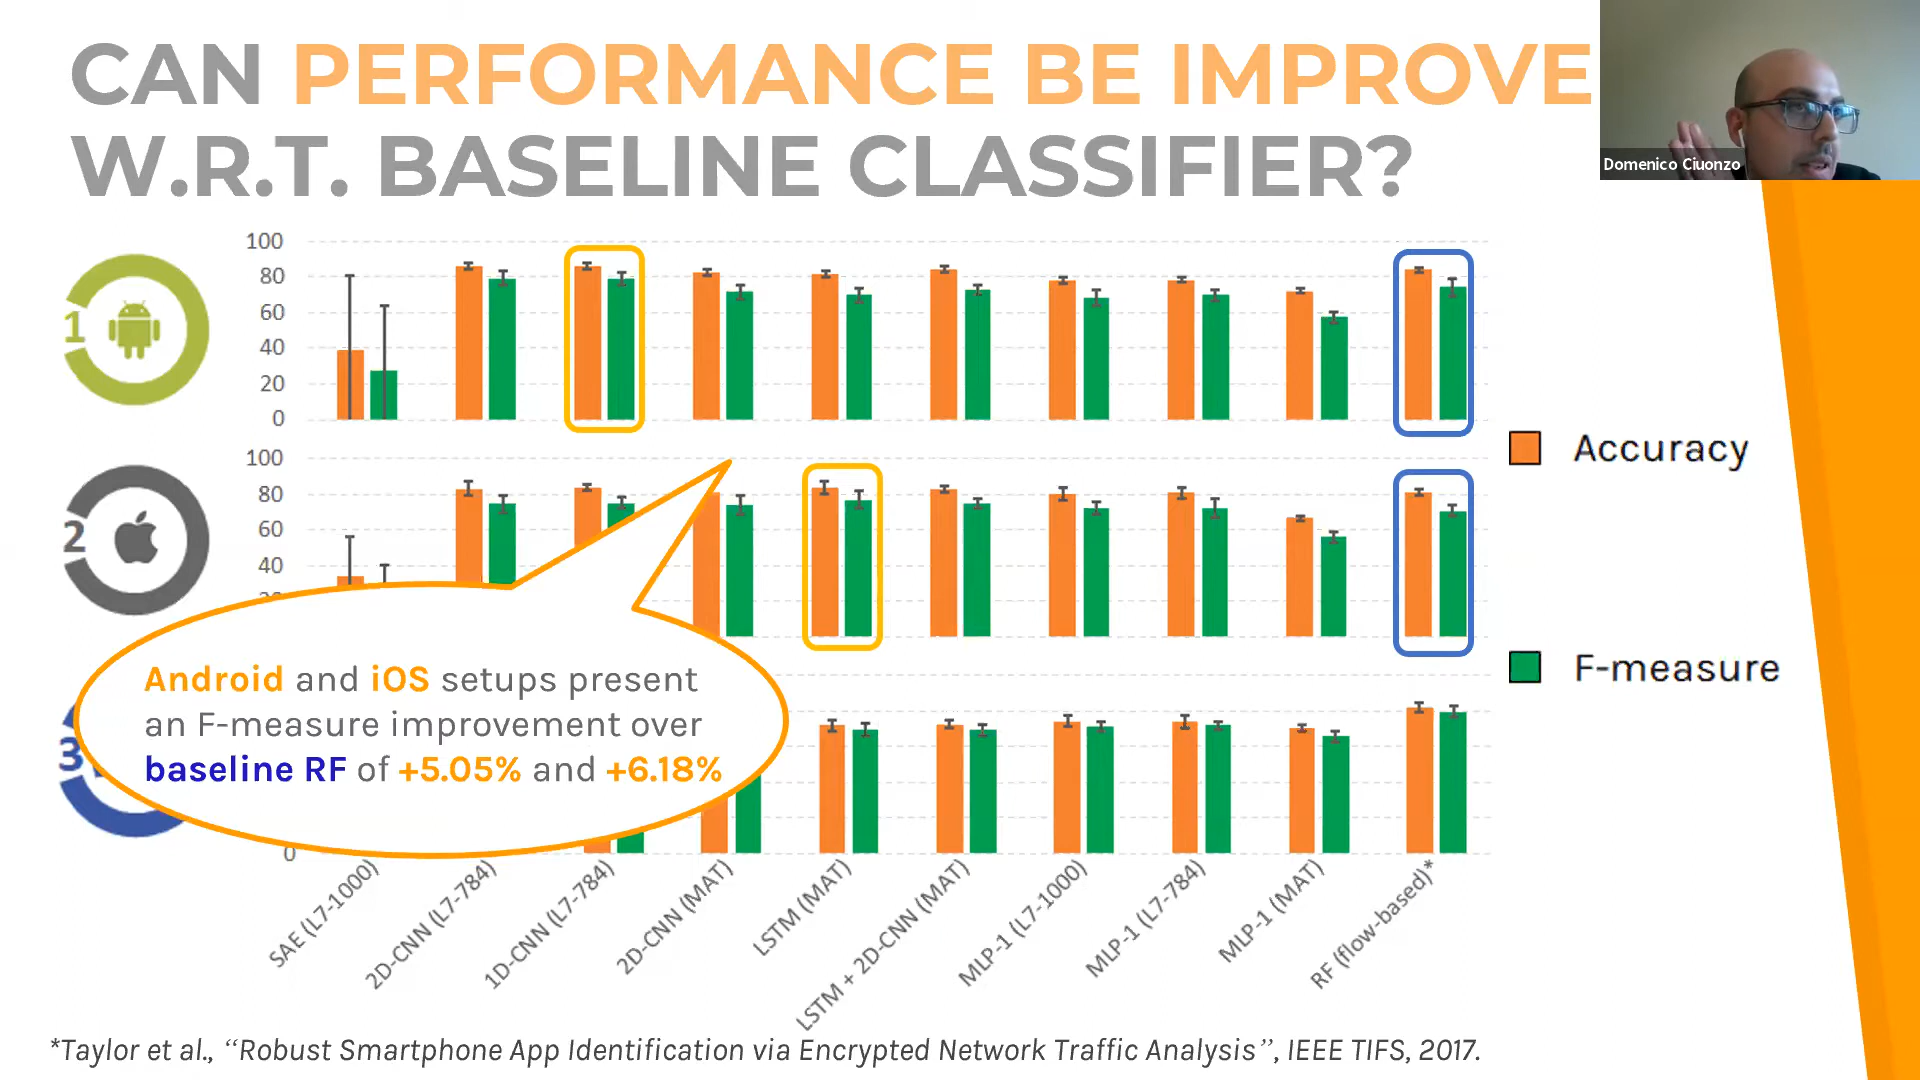 CAN PERFORMANCE BE IMPROVE
W.R.T. BASELINE CLASSIFIER?
Domenico Ciuonzo
1
100
80
60
40
20
0
2
100
80
60
40
3
0
Android and iOS setups present
an F-measure improvement over
baseline RF of +5.05% and +6.18%
Accuracy
F-measure
SAE (L7-1000)
2D-CNN (L7-784)
1D-CNN (L7-784)
2D-CNN (MAT)
LSTM (MAT)
LSTM + 2D-CNN (MAT)
MLP-1 (L7-1000)
MLP-1 (L7-784)
MLP-1 (MAT)
RF (flow-based)*
*Taylor et al., “Robust Smartphone App Identification via Encrypted Network Traffic Analysis”, IEEE TIFS, 2017.